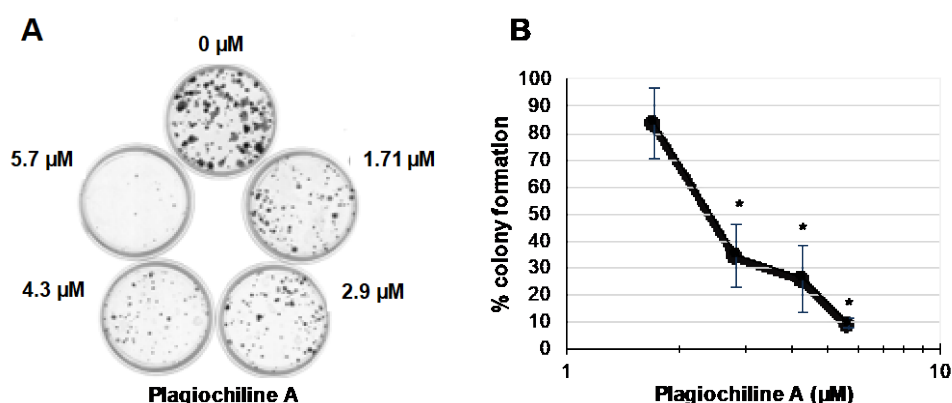 A
0 µM
5.7 µM
1.71 µM
4.3 µM
2.9 µM
Plagiochiline A
B
% colony formation
100
90
80
70
60
50
40
30
20
10
0
*
*
*
1
10
Plagiochiline A (µM)